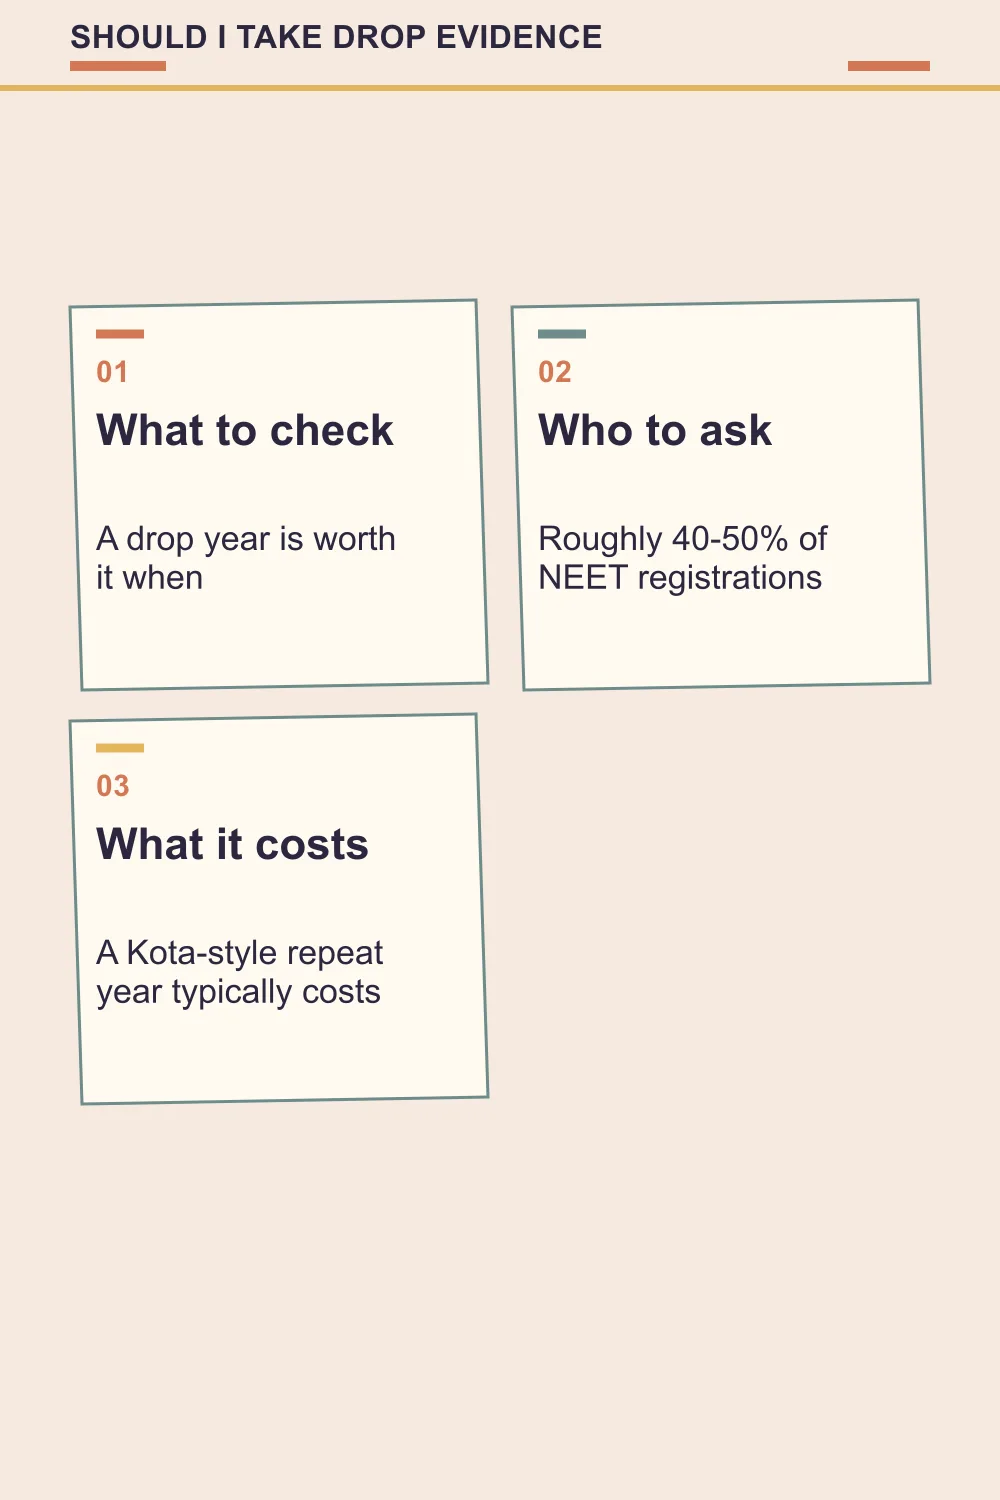 SHOULD I TAKE DROP EVIDENCE
01
What to check
A drop year is worth
it when
02
Who to ask
Roughly 40-50% of
NEET registrations
03
What it costs
A Kota-style repeat
year typically costs